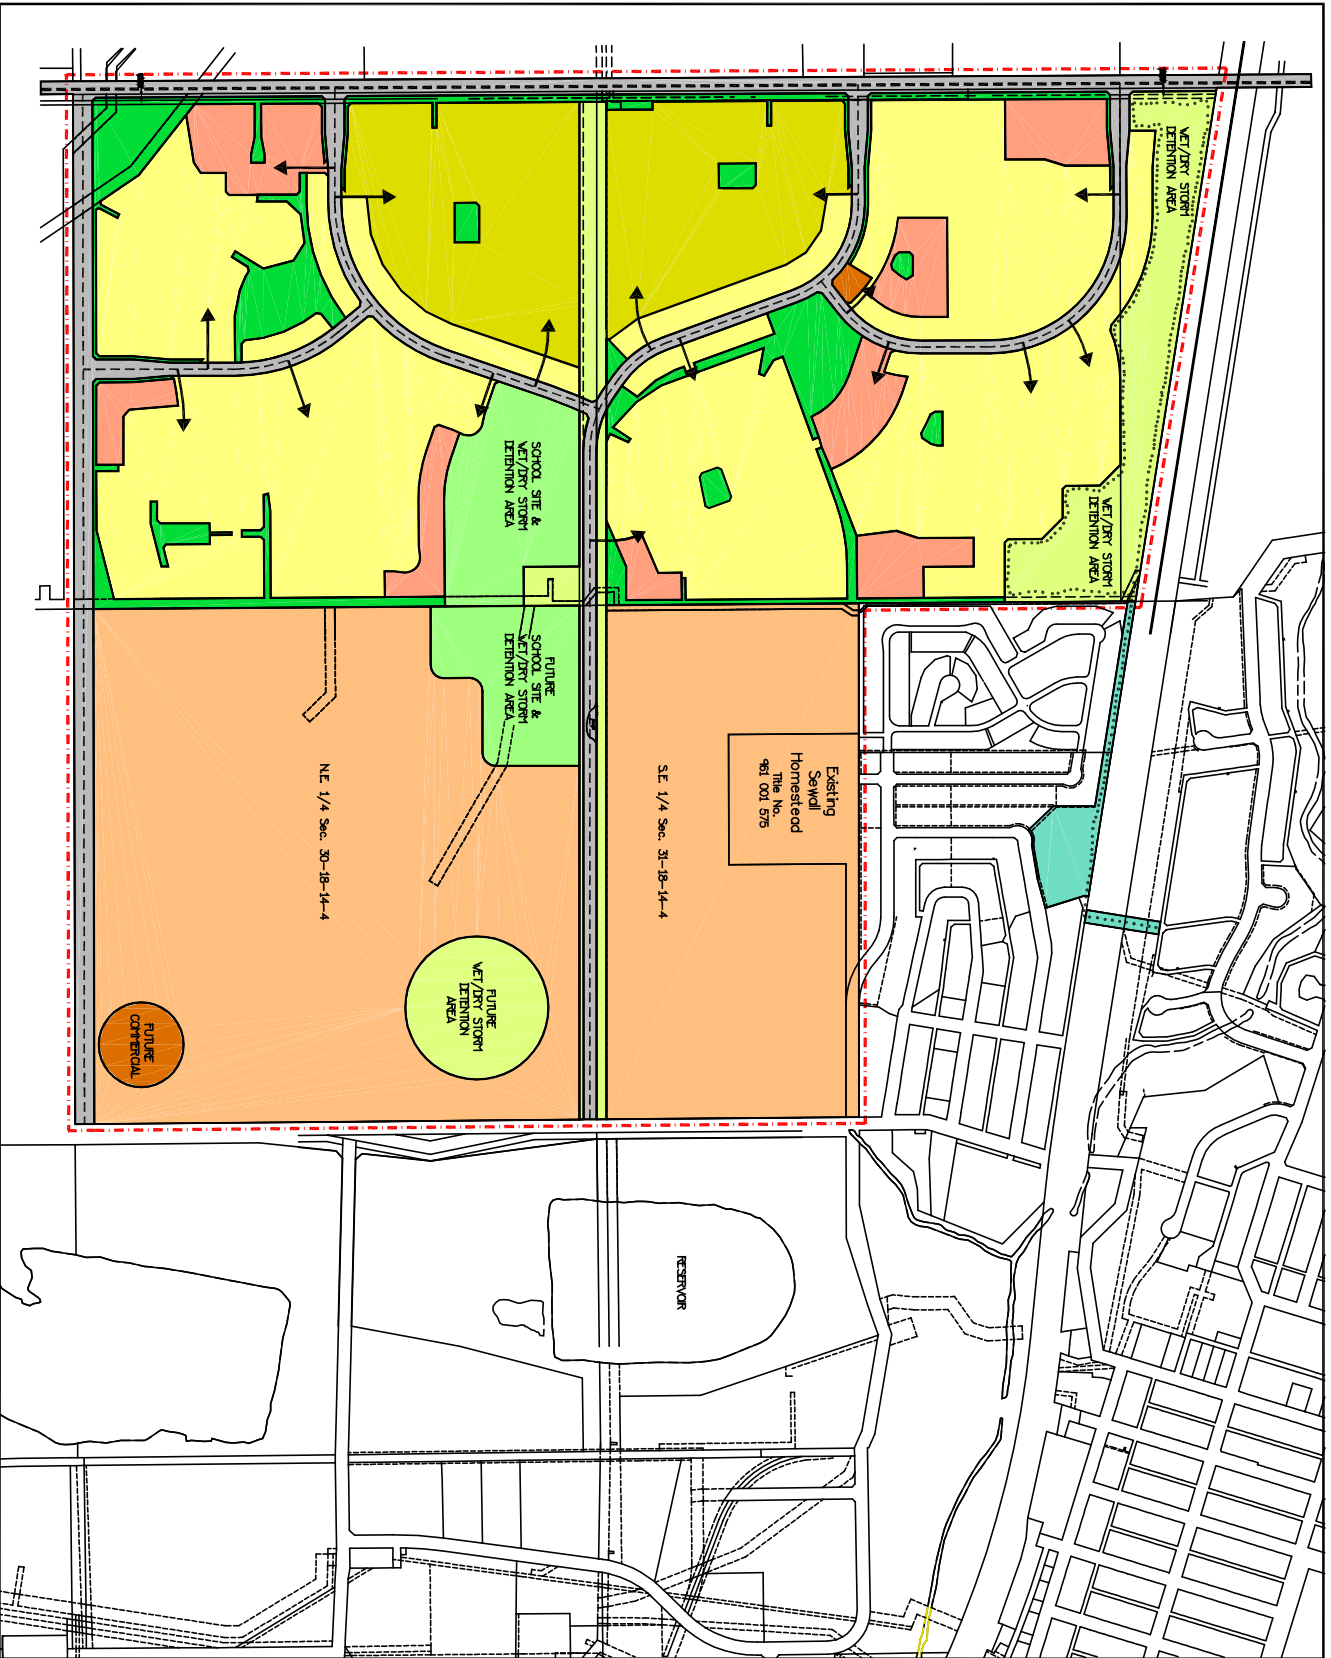 WET/DRY STORM
DETENTION AREA
WET/DRY STORM
DETENTION AREA
SCHOOL SITE &
WET/DRY STORM
DETENTION AREA
FUTURE
SCHOOL SITE &
WET/DRY STORM
DETENTION AREA
Existing
Sewall
Homestead
Title No.
961 001 575
S.E. 1/4 Sec. 31-18-14-4
N.E. 1/4 Sec. 30-18-14-4
FUTURE
WET/DRY STORM
DETENTION
AREA
FUTURE
COMMERCIAL
RESERVOIR